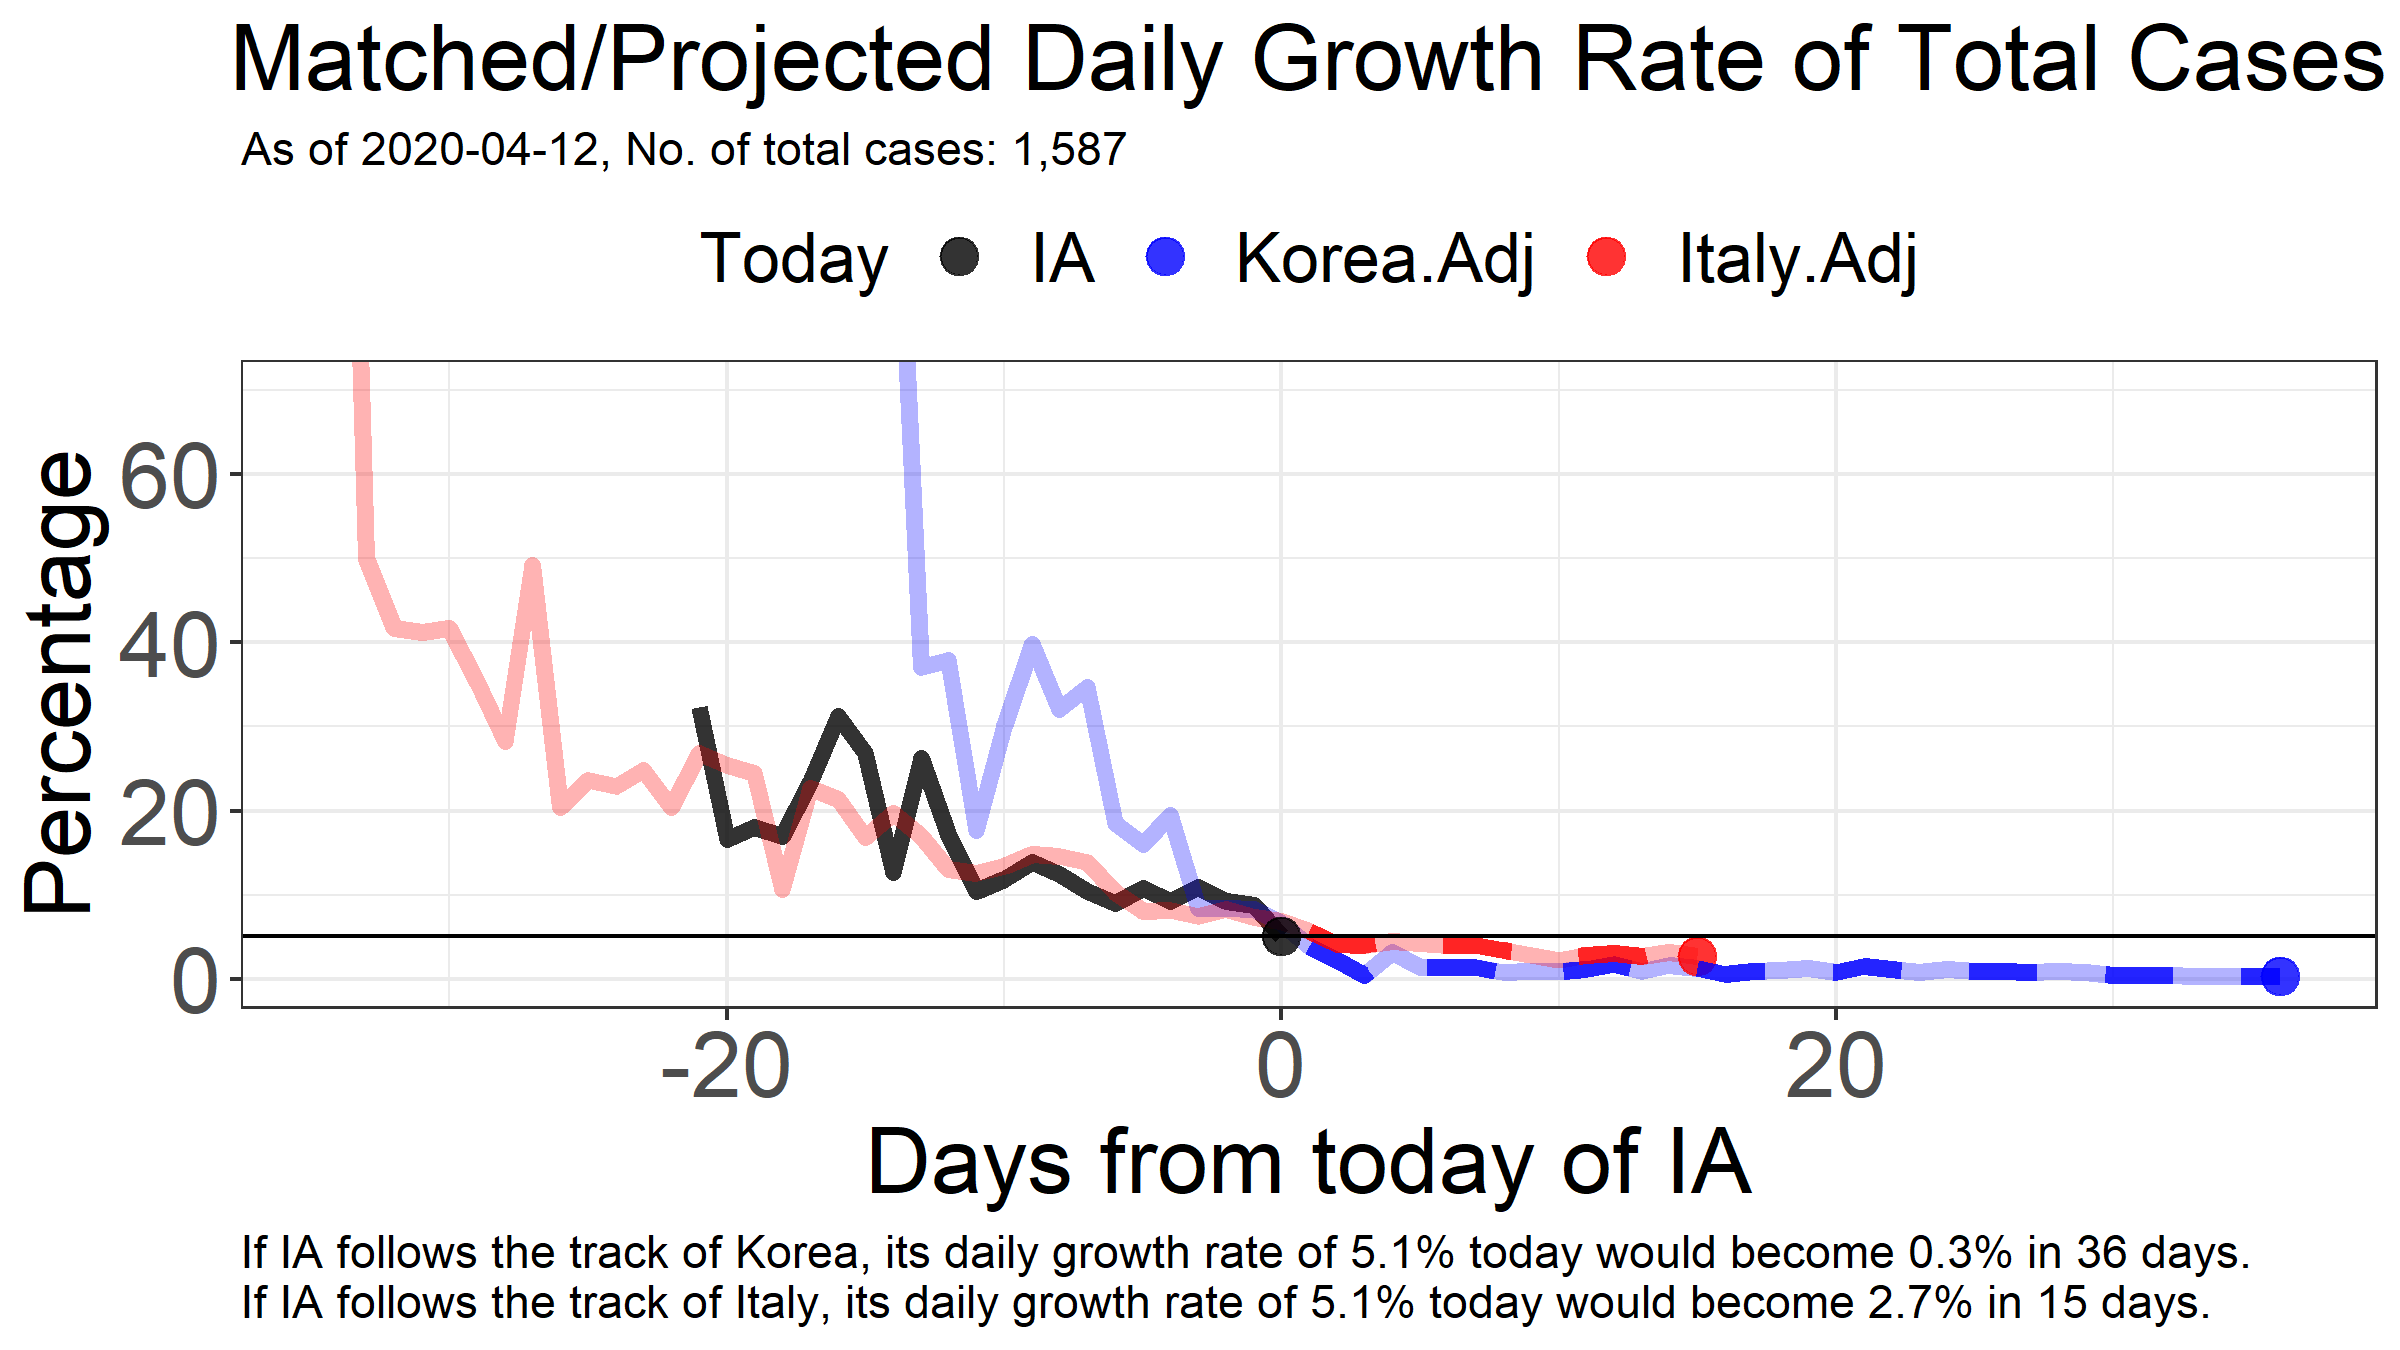 Matched/Projected Daily Growth Rate of Total Cases
As of 2020-04-12, No. of total cases: 1,587
Today IA Korea.Adj Italy.Adj
Percentage
60
40
20
0
-20 0 20
Days from today of IA
If IA follows the track of Korea, its daily growth rate of 5.1% today would become 0.3% in 36 days.
If IA follows the track of Italy, its daily growth rate of 5.1% today would become 2.7% in 15 days.